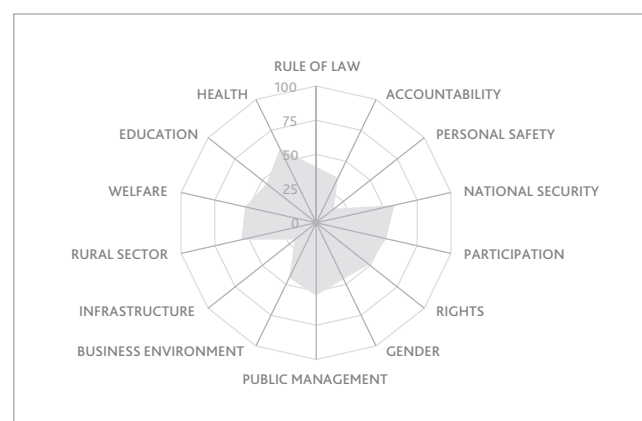 RULE OF LAW
100
HEALTH
ACCOUNTABILITY
75
EDUCATION
PERSONAL SAFETY
50
WELFARE
25
NATIONAL SECURITY
0
RURAL SECTOR
PARTICIPATION
INFRASTRUCTURE
RIGHTS
BUSINESS ENVIRONMENT
GENDER
PUBLIC MANAGEMENT